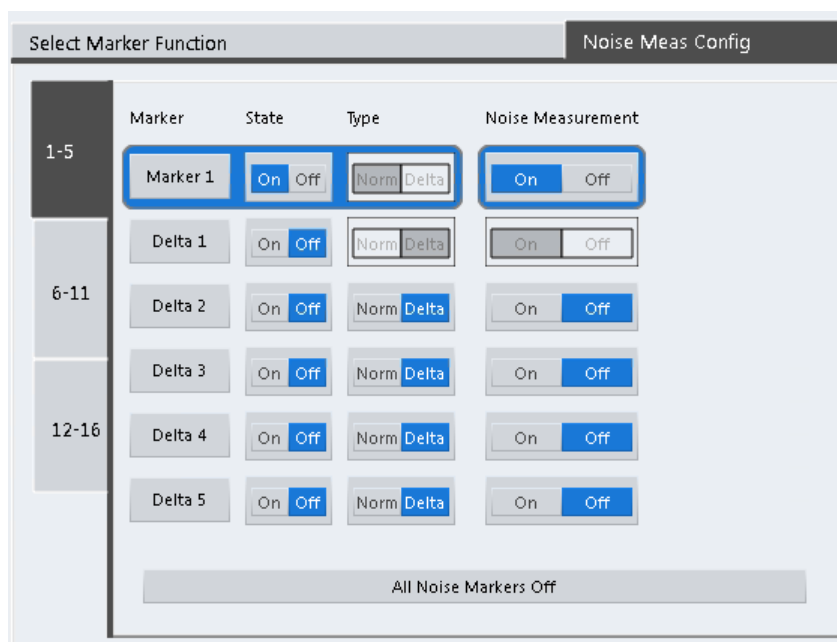 Select Marker Function Noise Meas Config
Marker State Type Noise Measurement
1-5
Marker 1 On Off Norm Delta On Off
Delta 1 On Off Norm Delta On Off
6-11
Delta 2 On Off Norm Delta On Off
Delta 3 On Off Norm Delta On Off
12-16
Delta 4 On Off Norm Delta On Off
Delta 5 On Off Norm Delta On Off
All Noise Markers Off